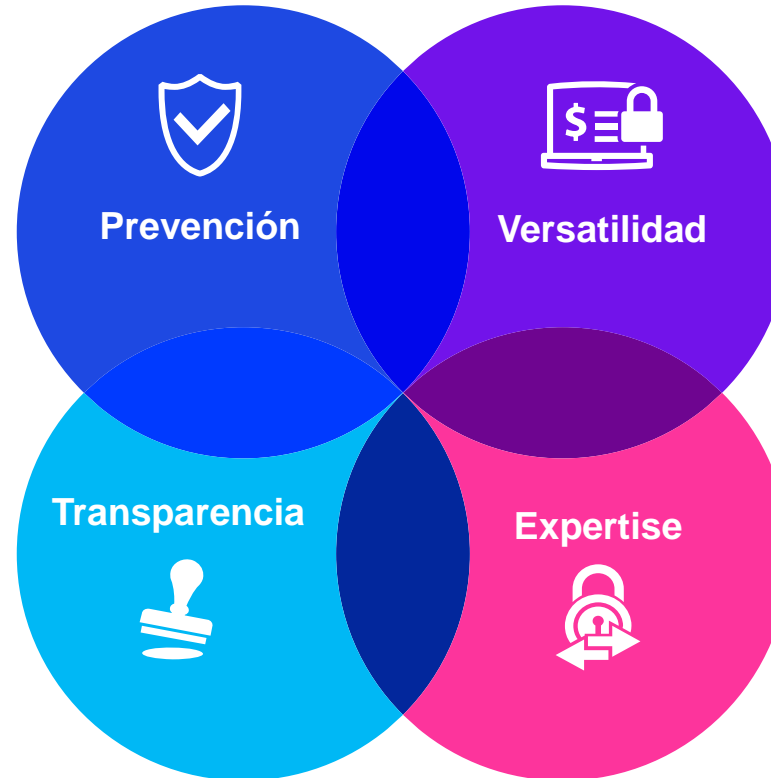 $
Prevención
Versatilidad
Transparencia
Expertise